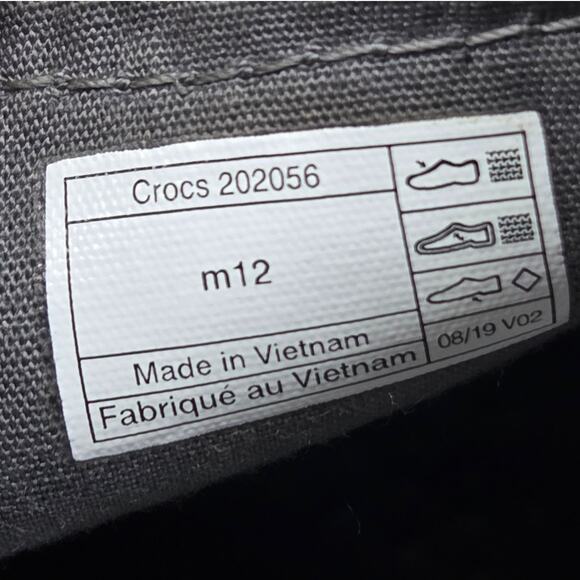 Crocs 202056
m12
Made in Vietnam
Fabriqué au Vietnam
08/19 V02